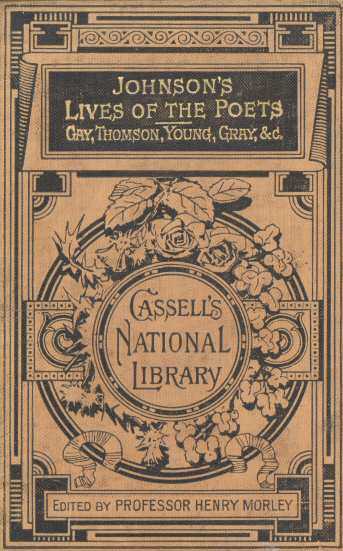 JOHNSON'S
LIVES OF THE POETS
GAY, THOMSON, YOUNG, GRAY, &c.
CASSELL'S
NATIONAL
LIBRARY
EDITED BY PROFESSOR HENRY MORLEY